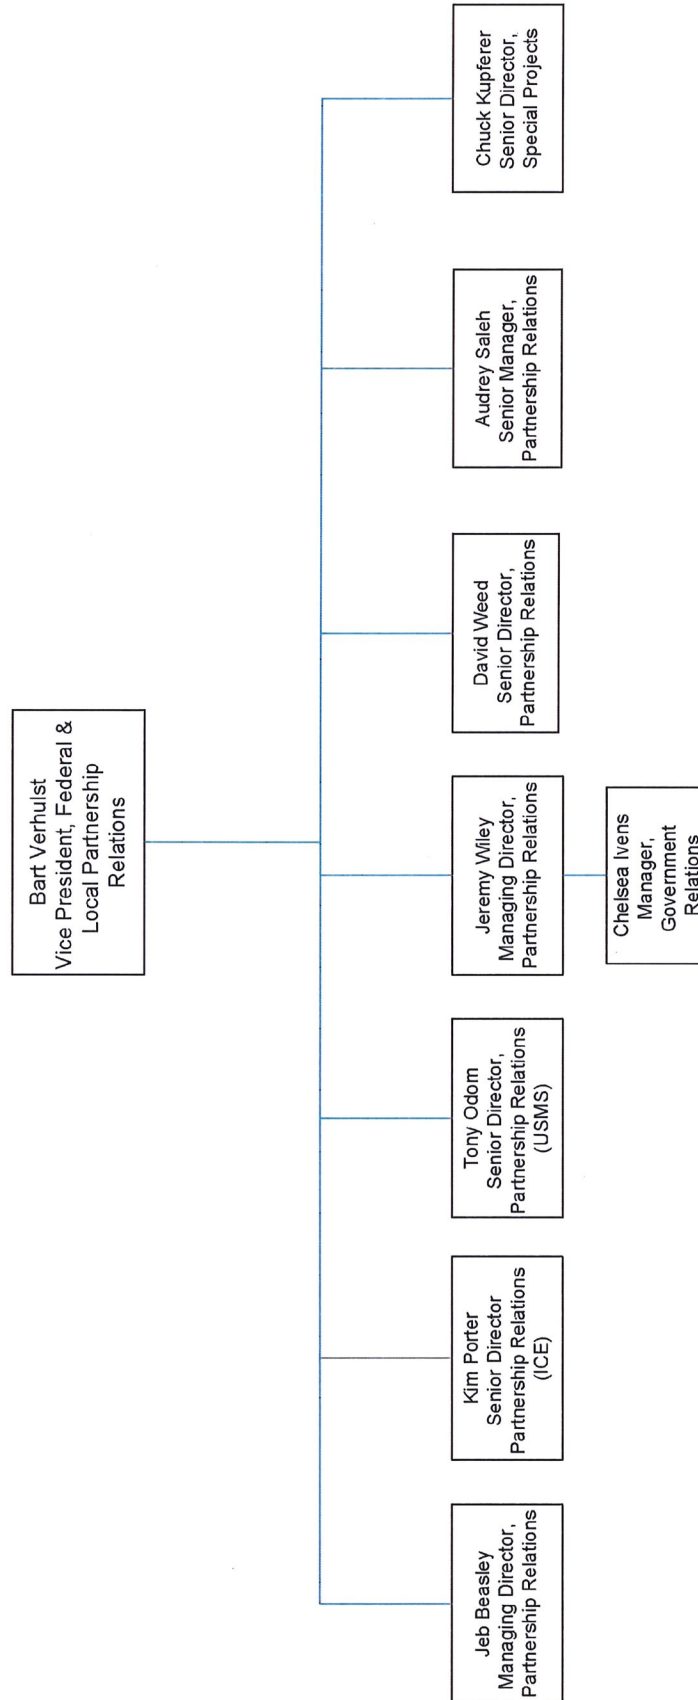 Bart Verhulst
Vice President, Federal &
Local Partnership
Relations
Jeb Beasley
Managing Director,
Partnership Relations
Kim Porter
Senior Director
Partnership Relations
(ICE)
Tony Odom
Senior Director,
Partnership Relations
(USMS)
Jeremy Wiley
Managing Director,
Partnership Relations
David Weed
Senior Director,
Partnership Relations
Audrey Saleh
Senior Manager,
Partnership Relations
Chuck Kupferer
Senior Director,
Special Projects
Chelsea Ivens
Manager,
Government
Relations